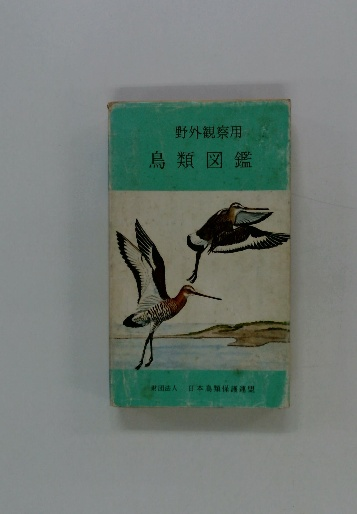 野外観察用
鳥類図鑑
財団法人 日本鳥類保護連盟